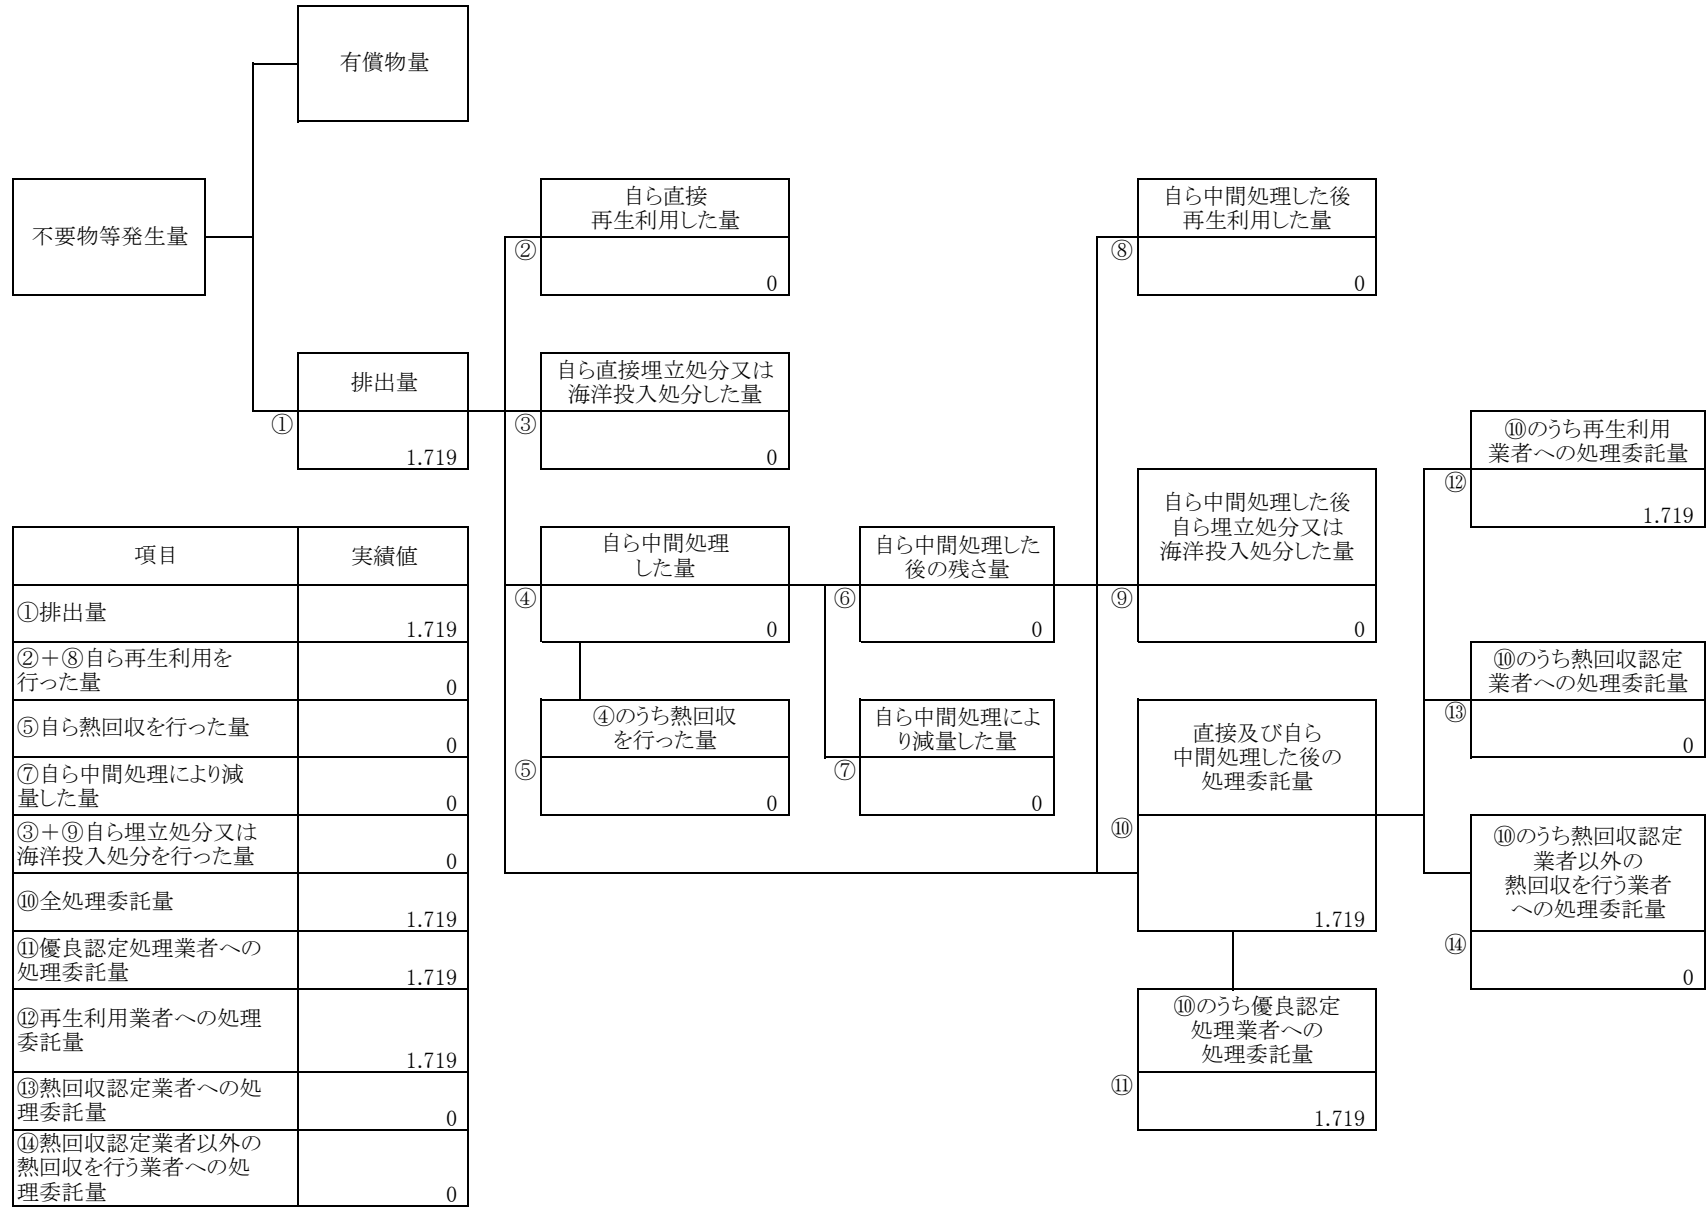 有償物量
不要物等発生量
自ら直接
再生利用した量
②
0
自ら中間処理した後
再生利用した量
⑧
0
排出量
①
1.719
自ら直接埋立処分又は
海洋投入処分した量
③
0
⑩のうち再生利用
業者への処理委託量
⑫
1.719
自ら中間処理
した量
④
0
自ら中間処理した
後の残さ量
⑥
0
自ら中間処理した後
自ら埋立処分又は
海洋投入処分した量
⑨
0
⑩のうち熱回収認定
業者への処理委託量
⑬
0
④のうち熱回収
を行った量
⑤
0
自ら中間処理によ
り減量した量
⑦
0
直接及び自ら
中間処理した後の
処理委託量
⑩
1.719
⑩のうち熱回収認定
業者以外の
熱回収を行う業者
への処理委託量
⑭
0
⑩のうち優良認定
処理業者への
処理委託量
⑪
1.719
項目 実績値
①排出量
1.719
②＋⑧自ら再生利用を
行った量
0
⑤自ら熱回収を行った量
0
⑦自ら中間処理により減
量した量
0
③＋⑨自ら埋立処分又は
海洋投入処分を行った量
0
⑩全処理委託量
1.719
⑪優良認定処理業者への
処理委託量
1.719
⑫再生利用業者への処理
委託量
1.719
⑬熱回収認定業者への処
理委託量
0
⑭熱回収認定業者以外の
熱回収を行う業者への処
理委託量
0